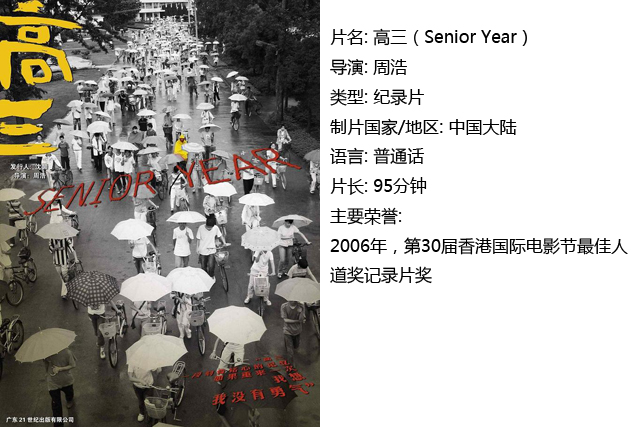 高三
发行人：沈
导演：周浩
SENIOR YEAR
我没有勇气”
广东21世纪出版有限公司
片名: 高三（Senior Year）
导演: 周浩
类型: 纪录片
制片国家/地区: 中国大陆
语言: 普通话
片长: 95分钟
主要荣誉:
2006年，第30届香港国际电影节最佳人
道奖记录片奖